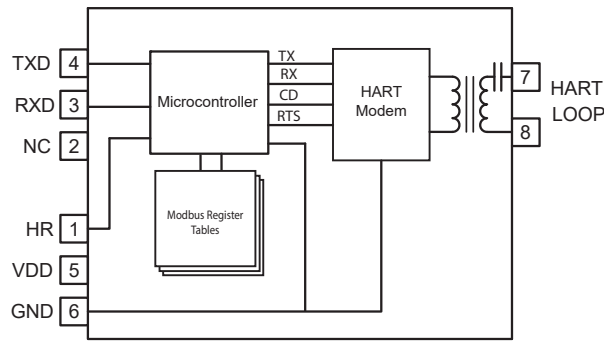 TXD 4
RXD 3
NC 2
HR 1
VDD 5
GND 6
Microcontroller
Modbus Register
Tables
TX
RX
CD
RTS
HART
Modem
7
8
HART
LOOP